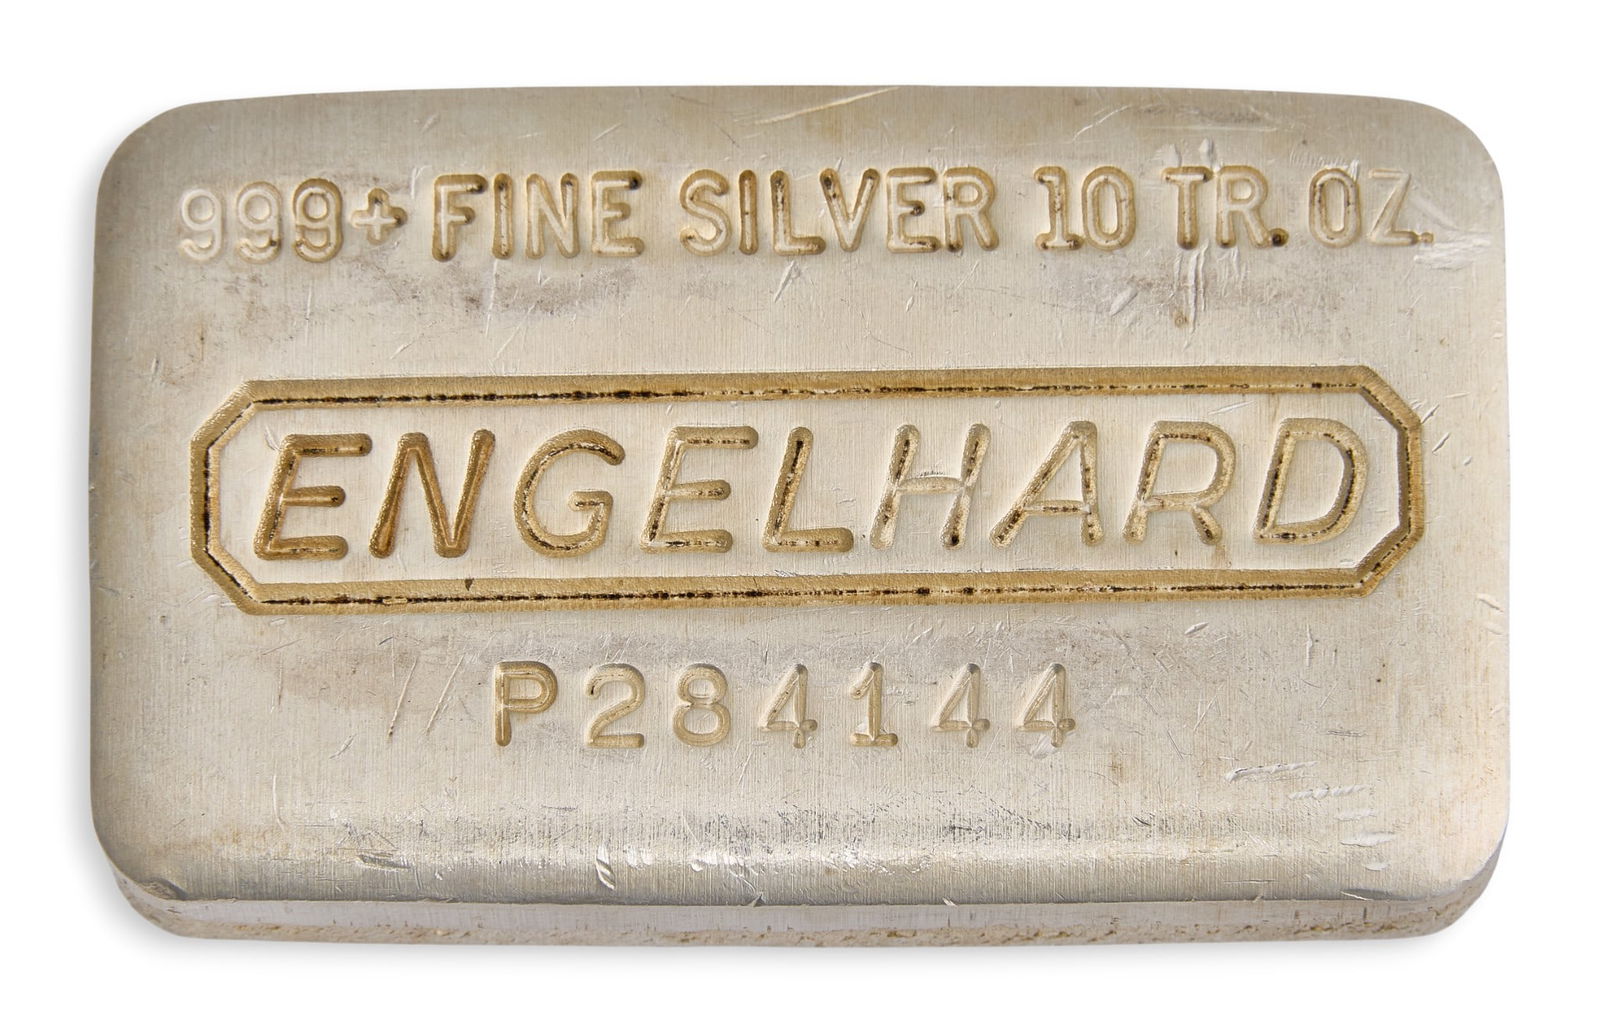 999+ FINE SILVER 10 TR. OZ.
ENGELHARD
P284144